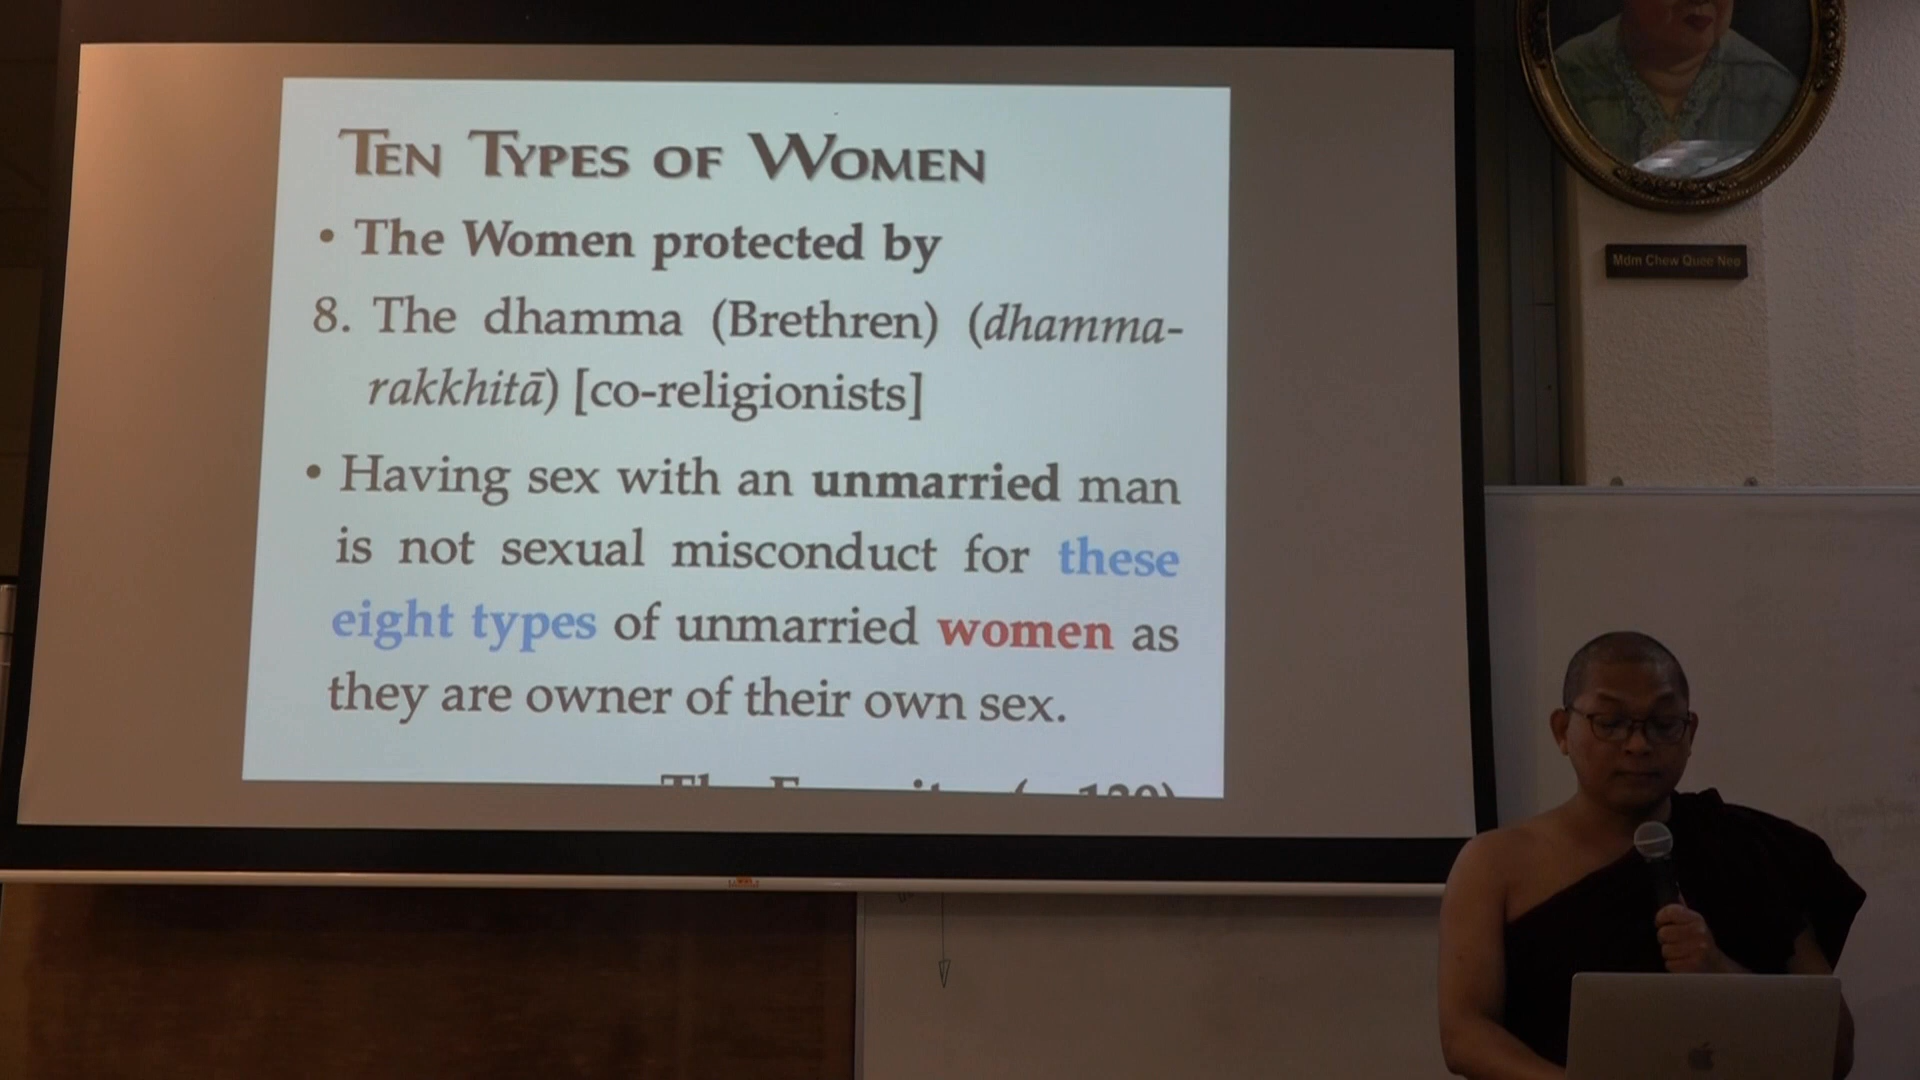 TEN TYPES OF WOMEN
• The Women protected by
8. The dhamma (Brethren) (dhamma-
rakkhitā) [co-religionists]
• Having sex with an unmarried man
is not sexual misconduct for these
eight types of unmarried women as
they are owner of their own sex.
Mdm Chew Quee Neo